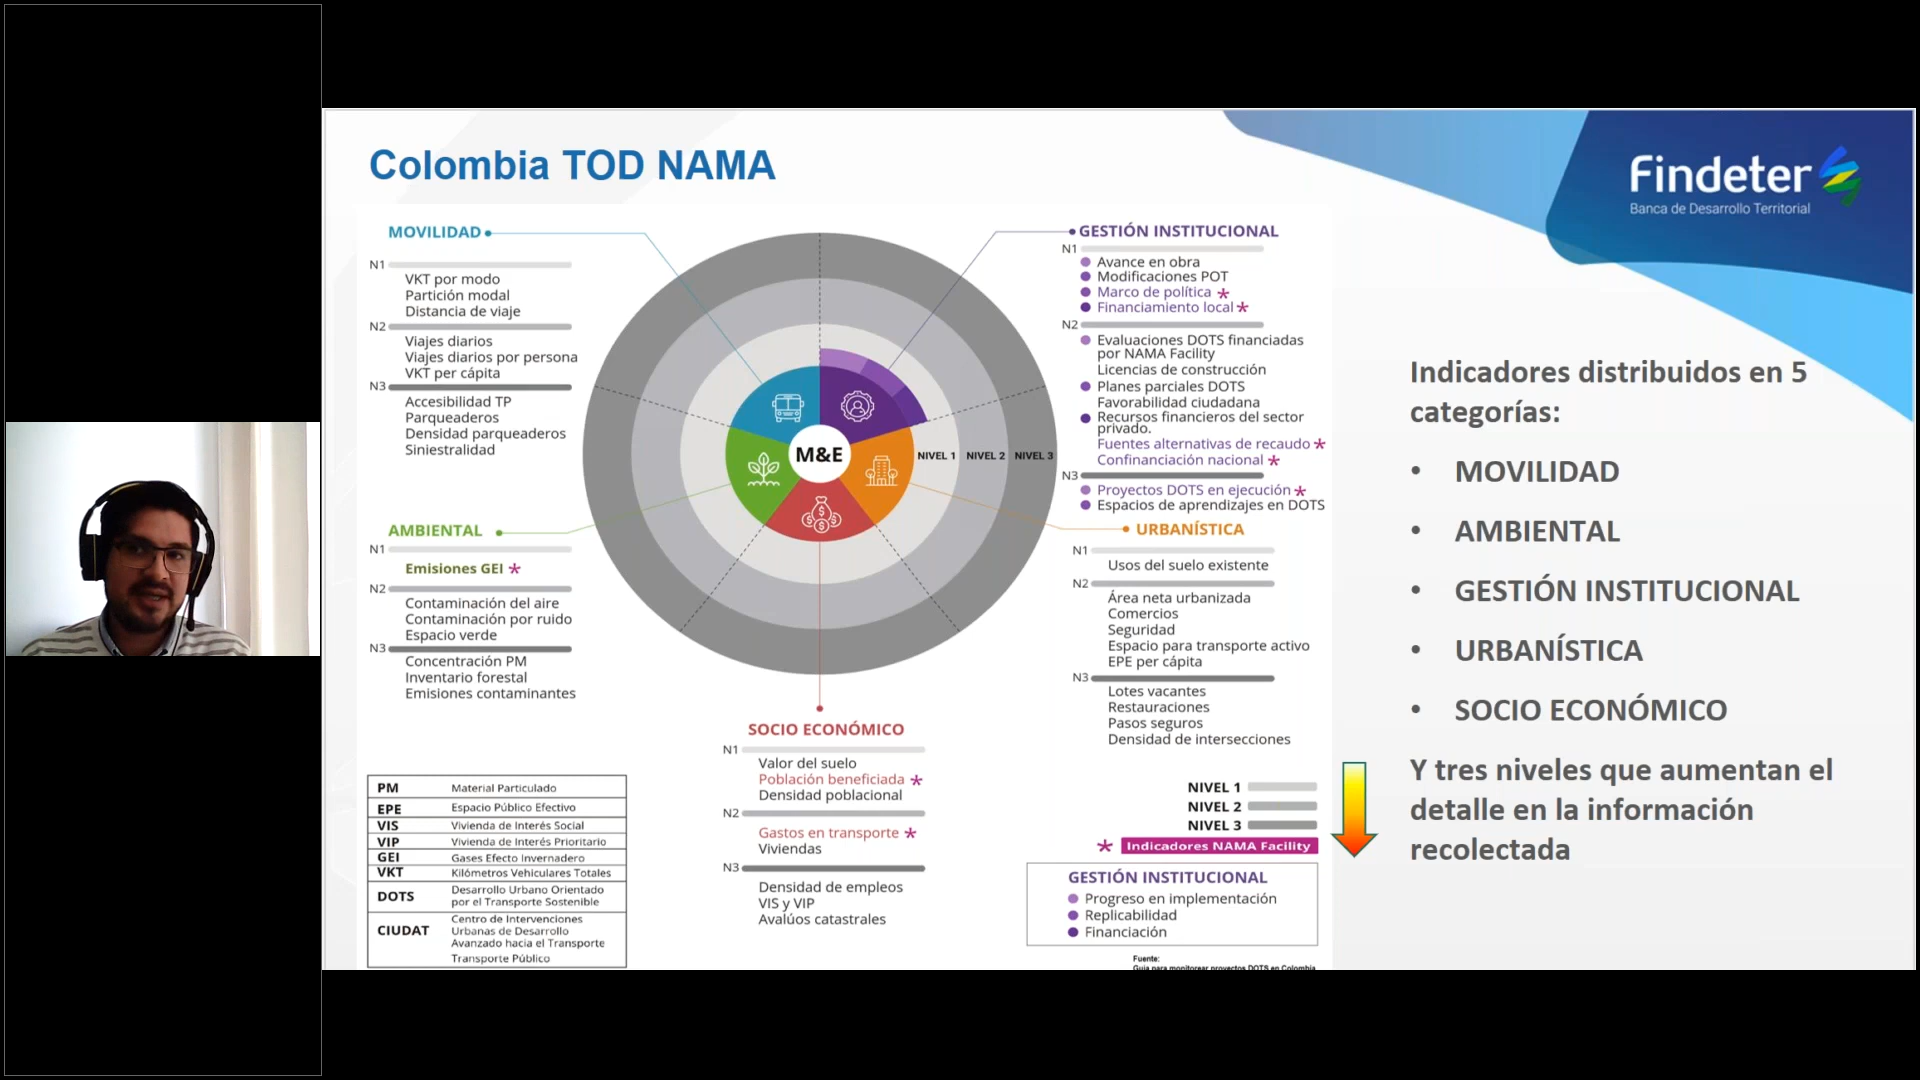 Colombia TOD NAMA
Findeter
Banca de Desarrollo Territorial
MOVILIDAD
N1
VKT por modo
Partición modal
Distancia de viaje
N2
Viajes diarios
Viajes diarios por persona
VKT per cápita
N3
Accesibilidad TP
Parqueaderos
Densidad parqueaderos
Siniestralidad
AMBIENTAL
N1
Emisiones GEI *
N2
Contaminación del aire
Contaminación por ruido
Espacio verde
N3
Concentración PM
Inventario forestal
Emisiones contaminantes
M&E
NIVEL 1 NIVEL 2 NIVEL 3
GESTIÓN INSTITUCIONAL
N1
Avance en obra
Modificaciones POT
Marco de política *
Financiamiento local *
N2
Evaluaciones DOTS financiadas
por NAMA Facility
Licencias de construcción
Planes parciales DOTS
Favorabilidad ciudadana
Recursos financieros del sector
privado.
Fuentes alternativas de recaudo *
Confinanciación nacional *
N3
Proyectos DOTS en ejecución *
Espacios de aprendizajes en DOTS
URBANÍSTICA
N1
Usos del suelo existente
N2
Área neta urbanizada
Comercios
Seguridad
Espacio para transporte activo
EPE per cápita
N3
Lotes vacantes
Restauraciones
Pasos seguros
Densidad de intersecciones
SOCIO ECONÓMICO
N1
Valor del suelo
Población beneficiada *
Densidad poblacional
N2
Gastos en transporte *
Viviendas
N3
Densidad de empleos
VIS y VIP
Avalúos catastrales
PM Material Particulado
EPE Espacio Público Efectivo
VIS Vivienda de Interés Social
VIP Vivienda de Interés Prioritario
GEI Gases Efecto Invernadero
VKT Kilómetros Vehiculares Totales
DOTS Desarrollo Urbano Orientado
por el Transporte Sostenible
CIUDAT Centro de Intervenciones
Urbanas de Desarrollo
Avanzado hacia el Transporte
Transporte Público
NIVEL 1
NIVEL 2
NIVEL 3
* Indicadores NAMA Facility
GESTIÓN INSTITUCIONAL
Progreso en implementación
Replicabilidad
Financiación
Fuente:
Guia para monitorear proyectos DOTS en Colombia
Indicadores distribuidos en 5
categorías:
• MOVILIDAD
• AMBIENTAL
• GESTIÓN INSTITUCIONAL
• URBANÍSTICA
• SOCIO ECONÓMICO
Y tres niveles que aumentan el
detalle en la información
recolectada